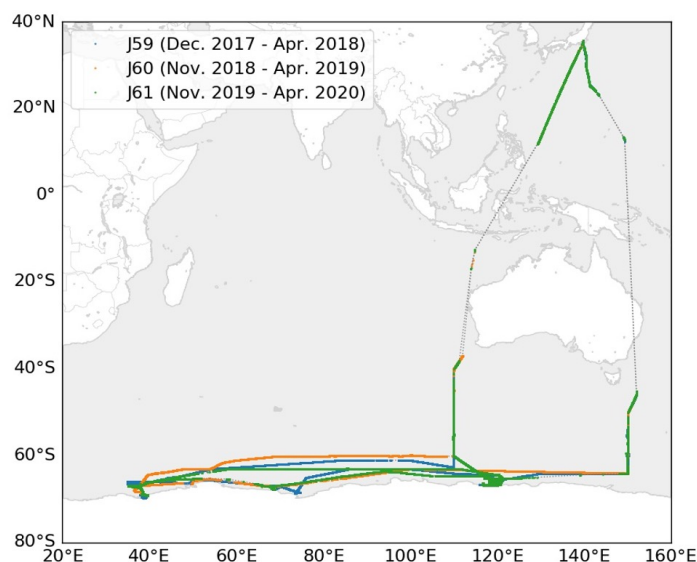 40°N
20°N
0°
20°S
40°S
60°S
80°S
J59 (Dec. 2017 - Apr. 2018)
J60 (Nov. 2018 - Apr. 2019)
J61 (Nov. 2019 - Apr. 2020)
20°E 40°E 60°E 80°E 100°E 120°E 140°E 160°E